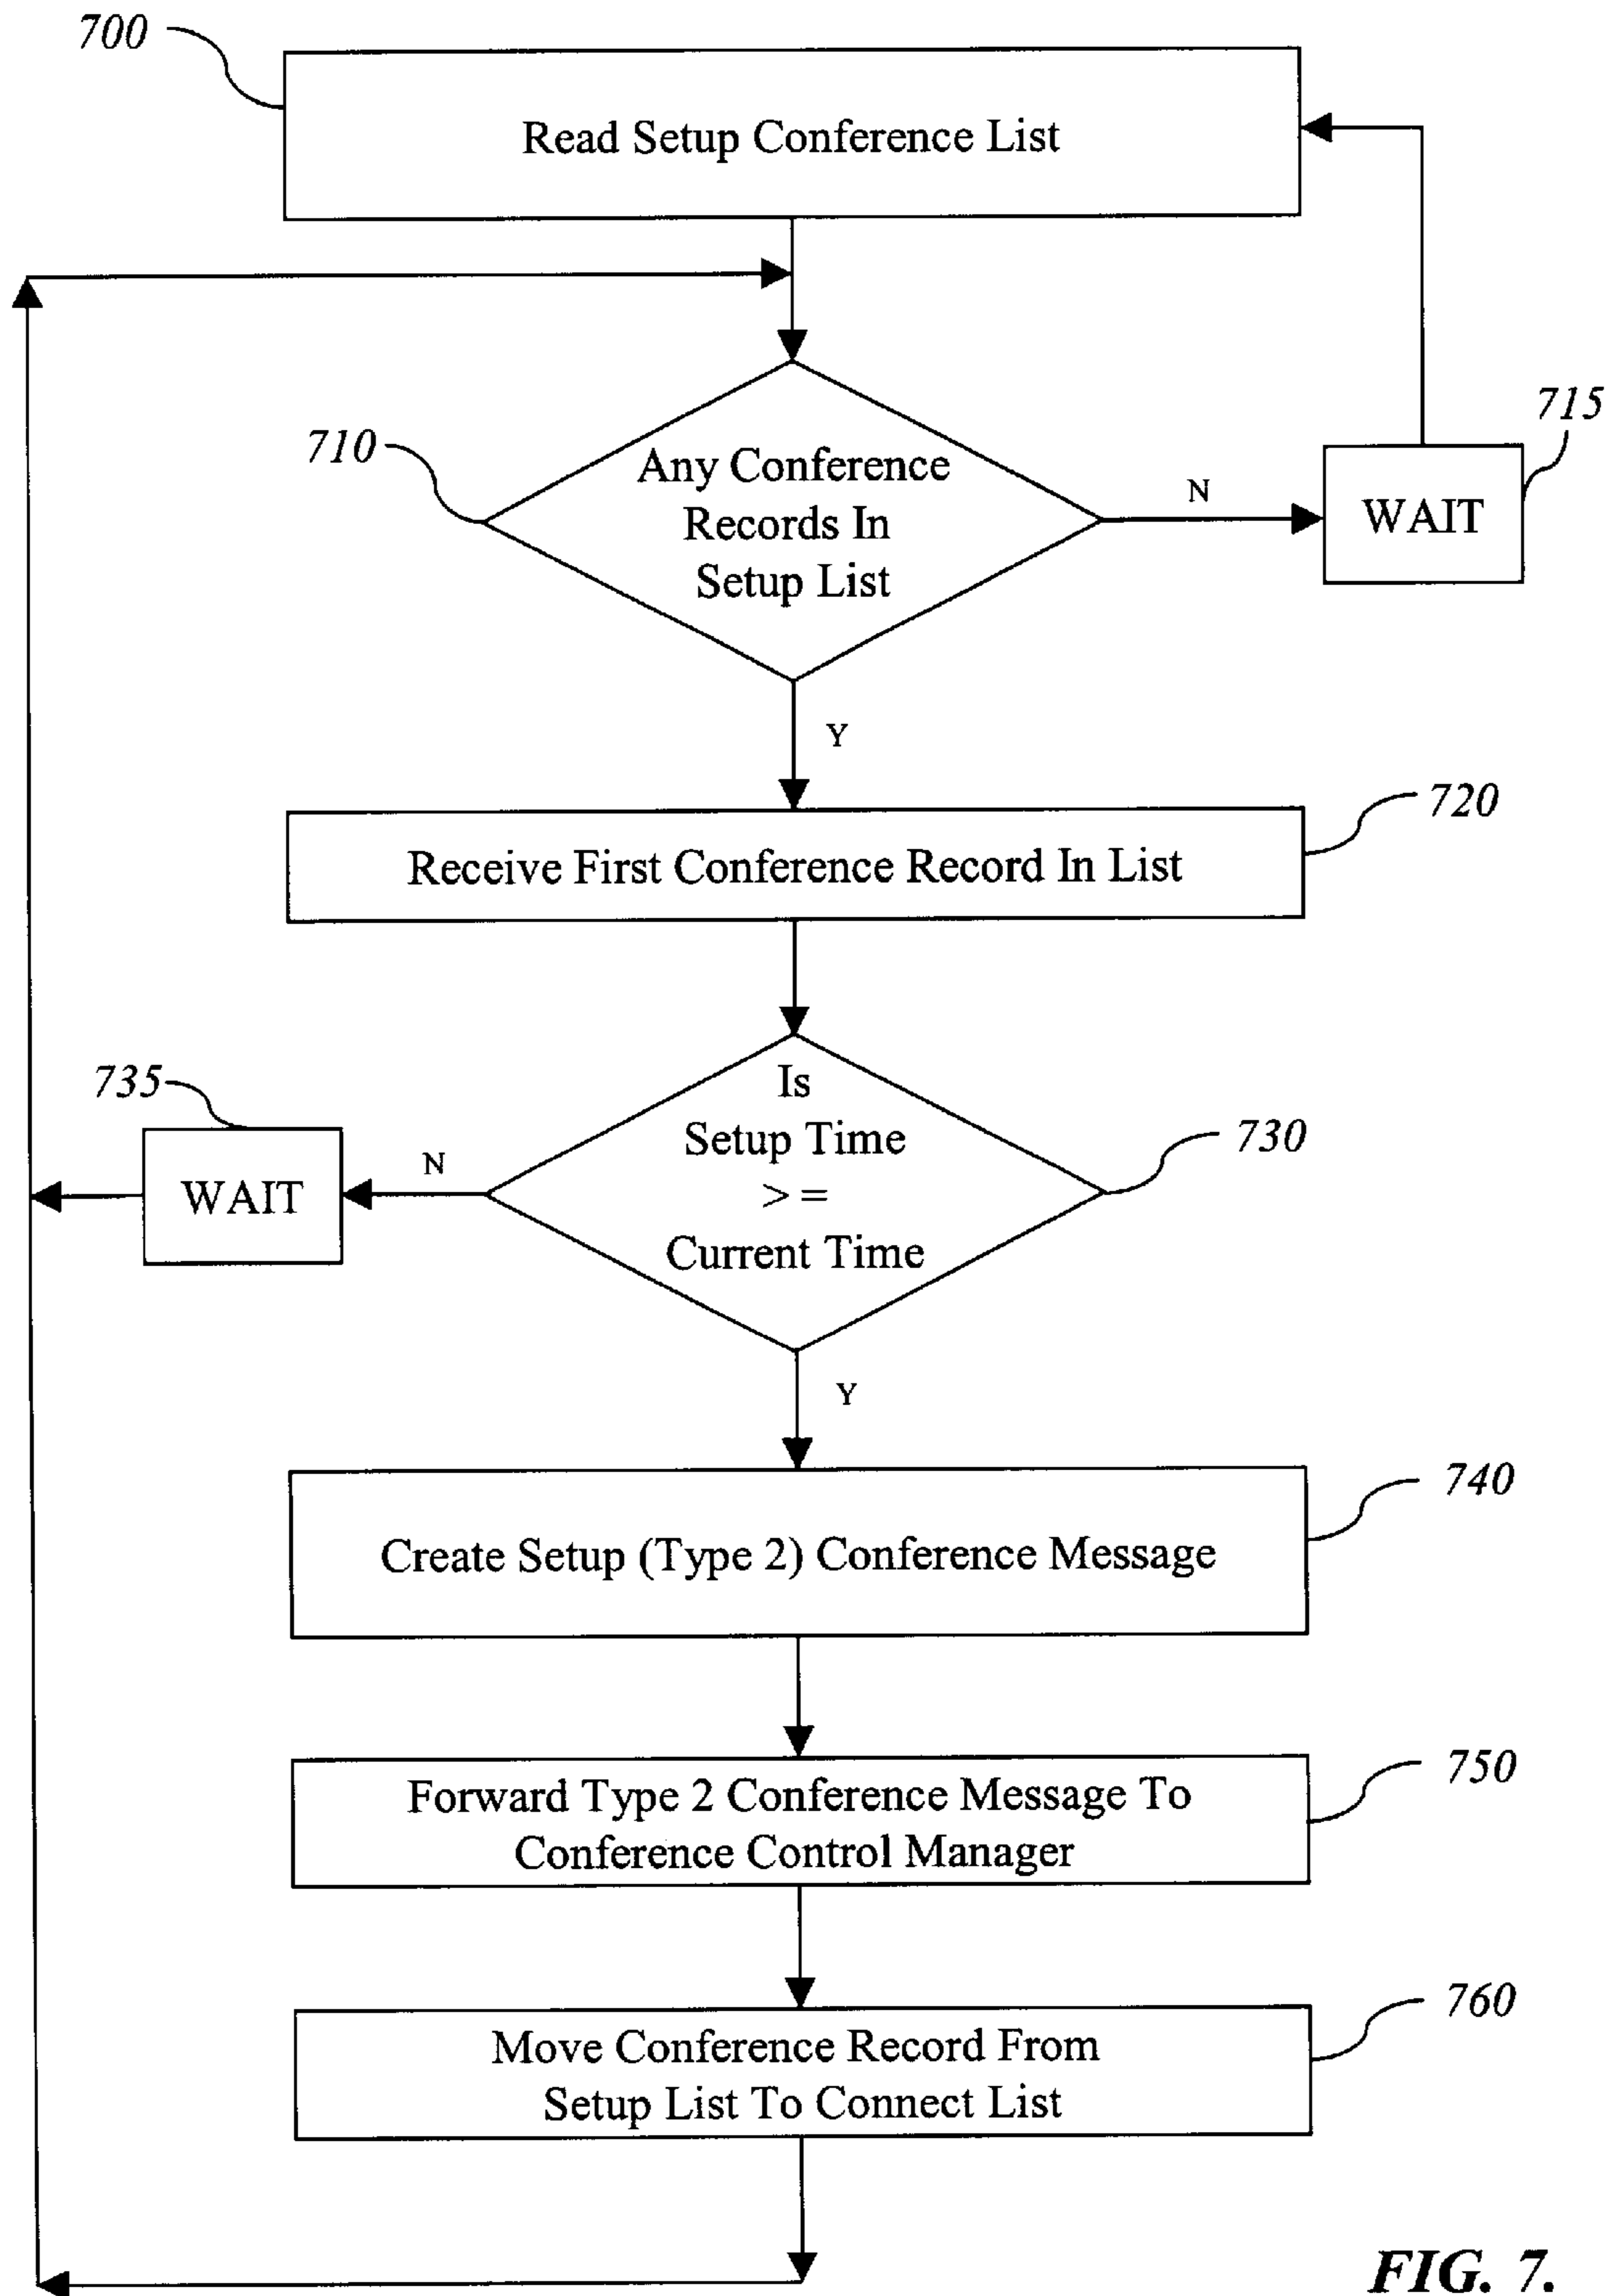 700
Read Setup Conference List
710
Any Conference
Records In
Setup List
N
715
WAIT
Y
720
Receive First Conference Record In List
735
WAIT
N
Is
Setup Time
> =
Current Time
730
Y
740
Create Setup (Type 2) Conference Message
750
Forward Type 2 Conference Message To
Conference Control Manager
760
Move Conference Record From
Setup List To Connect List
FIG. 7.